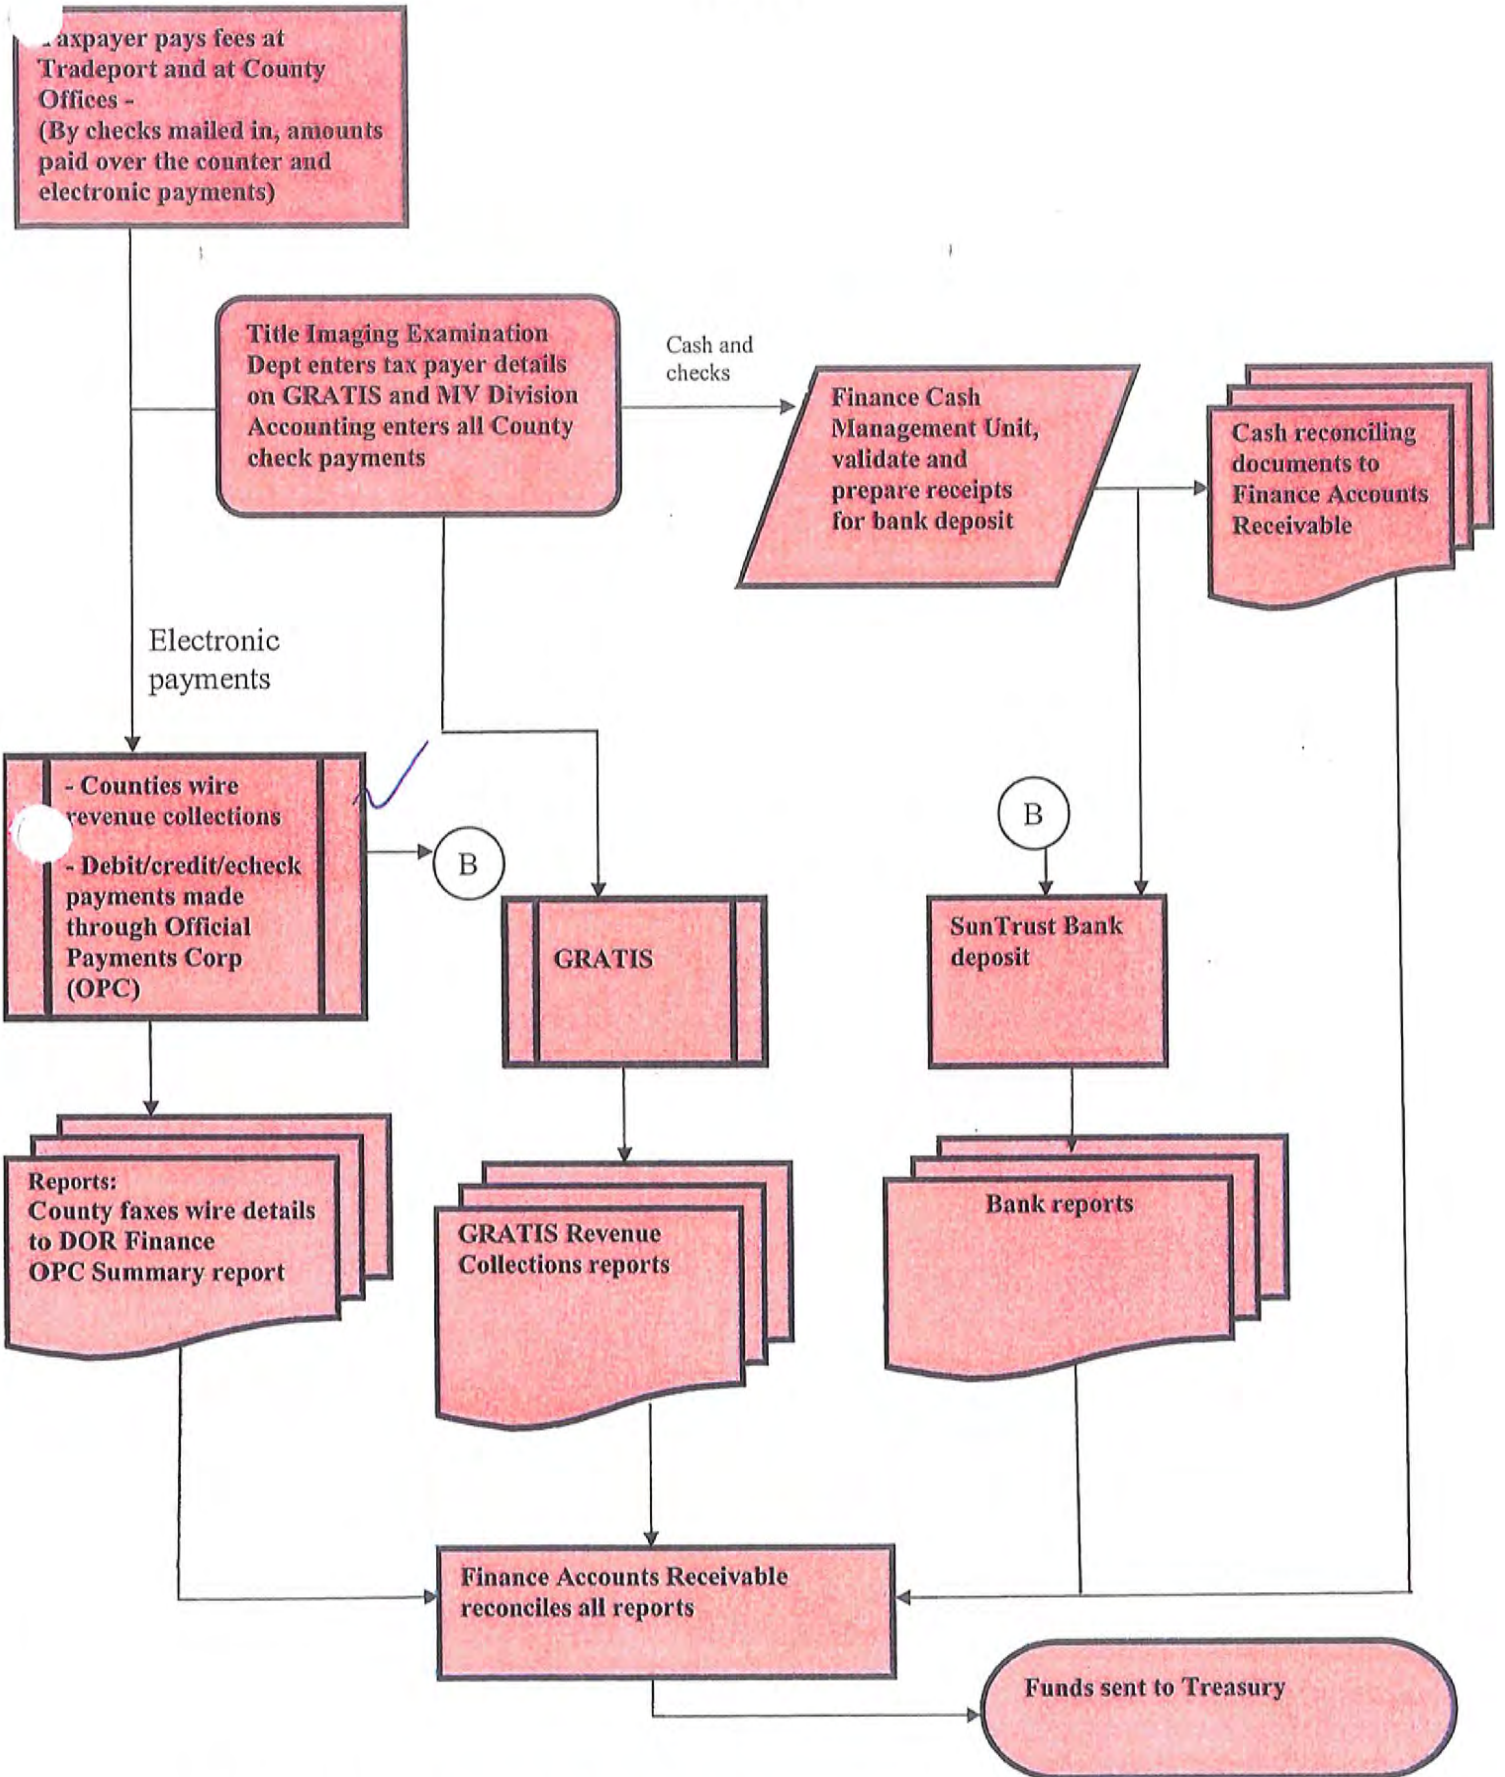 Taxpayer pays fees at
Tradeport and at County
Offices -
(By checks mailed in, amounts
paid over the counter and
electronic payments)
Title Imaging Examination
Dept enters tax payer details
on GRATIS and MV Division
Accounting enters all County
check payments
Cash and
checks
Finance Cash
Management Unit,
validate and
prepare receipts
for bank deposit
Cash reconciling
documents to
Finance Accounts
Receivable
Electronic
payments
- Counties wire
revenue collections
- Debit/credit/echeck
payments made
through Official
Payments Corp
(OPC)
B
GRATIS
B
SunTrust Bank
deposit
Reports:
County faxes wire details
to DOR Finance
OPC Summary report
GRATIS Revenue
Collections reports
Bank reports
Finance Accounts Receivable
reconciles all reports
Funds sent to Treasury